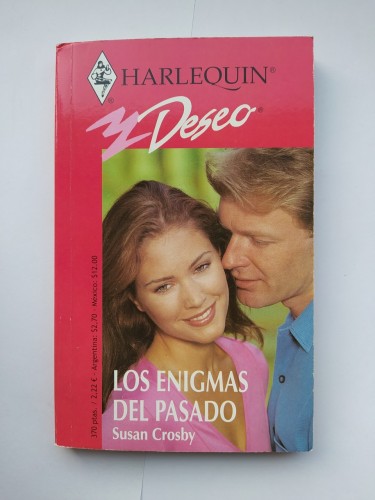 HARLEQUIN®
Deseo®
LOS ENIGMAS
DEL PASADO
Susan Crosby
370 ptas. / 2,22 € - Argentina: $2.70 - México: $12.00